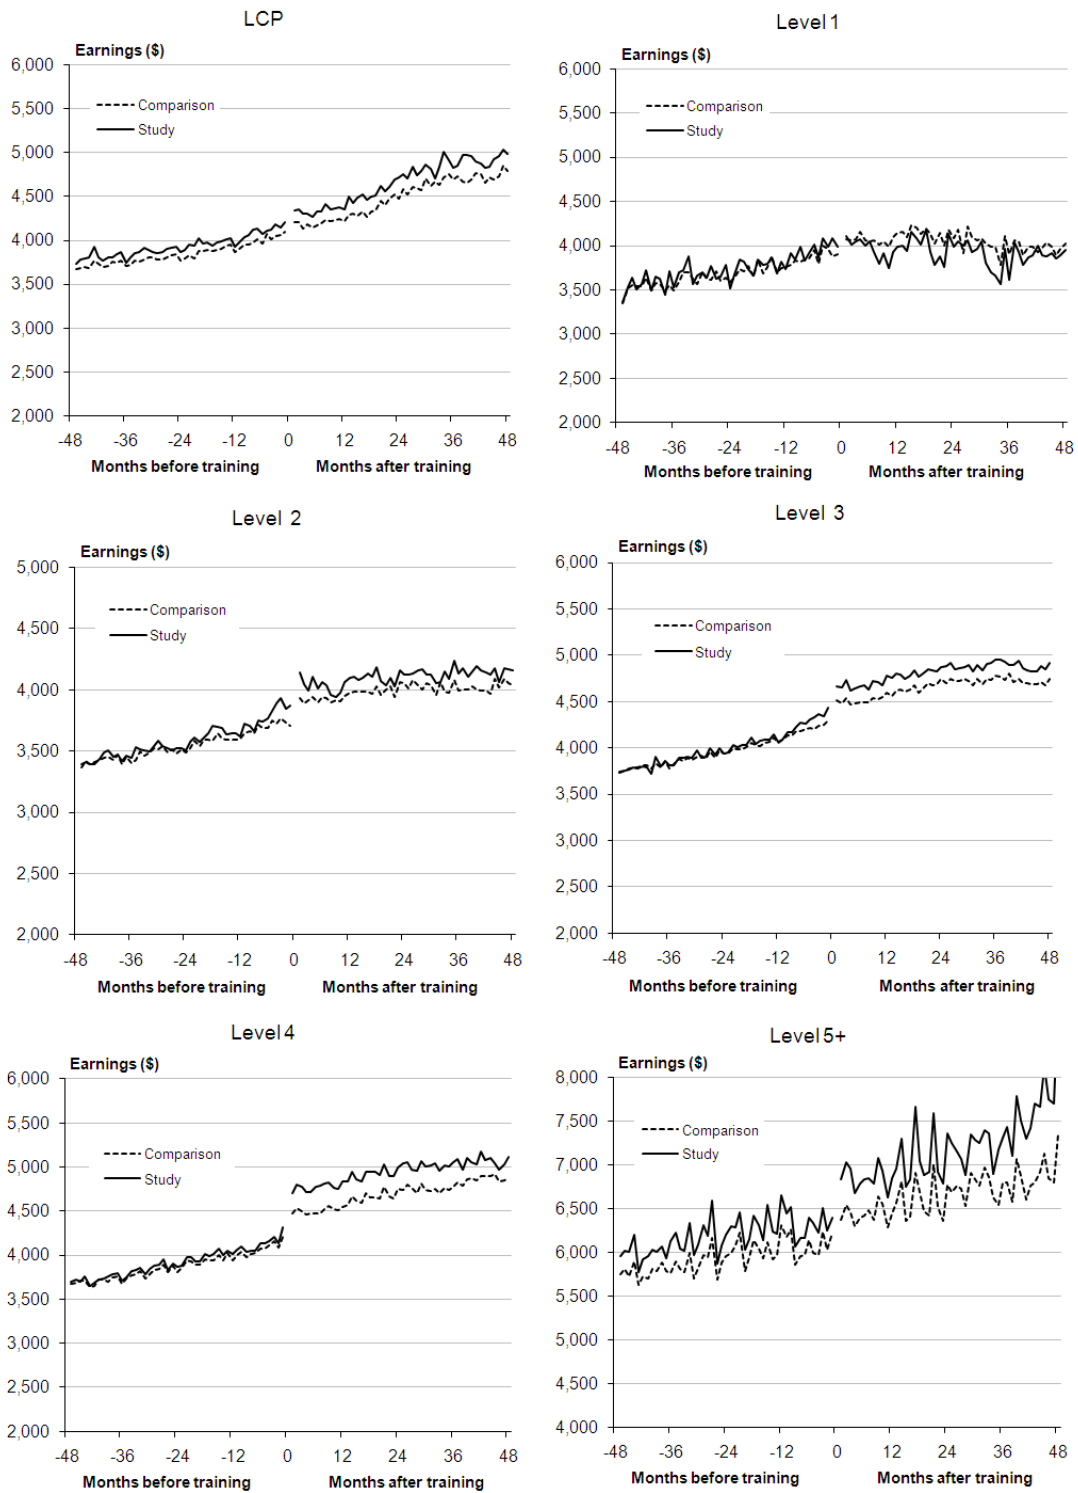 LCP
Earnings ($)
6,000
5,500
5,000
4,500
4,000
3,500
3,000
2,500
2,000
Comparison
Study
-48 -36 -24 -12 0 12 24 36 48
Months before training Months after training
Level 1
Earnings ($)
6,000
5,500
5,000
4,500
4,000
3,500
3,000
2,500
2,000
Comparison
Study
-48 -36 -24 -12 0 12 24 36 48
Months before training Months after training
Level 2
Earnings ($)
5,000
4,500
4,000
3,500
3,000
2,500
2,000
Comparison
Study
-48 -36 -24 -12 0 12 24 36 48
Months before training Months after training
Level 3
Earnings ($)
6,000
5,500
5,000
4,500
4,000
3,500
3,000
2,500
2,000
Comparison
Study
-48 -36 -24 -12 0 12 24 36 48
Months before training Months after training
Level 4
Earnings ($)
6,000
5,500
5,000
4,500
4,000
3,500
3,000
2,500
2,000
Comparison
Study
-48 -36 -24 -12 0 12 24 36 48
Months before training Months after training
Level 5+
Earnings ($)
8,000
7,500
7,000
6,500
6,000
5,500
5,000
4,500
4,000
Comparison
Study
-48 -36 -24 -12 0 12 24 36 48
Months before training Months after training